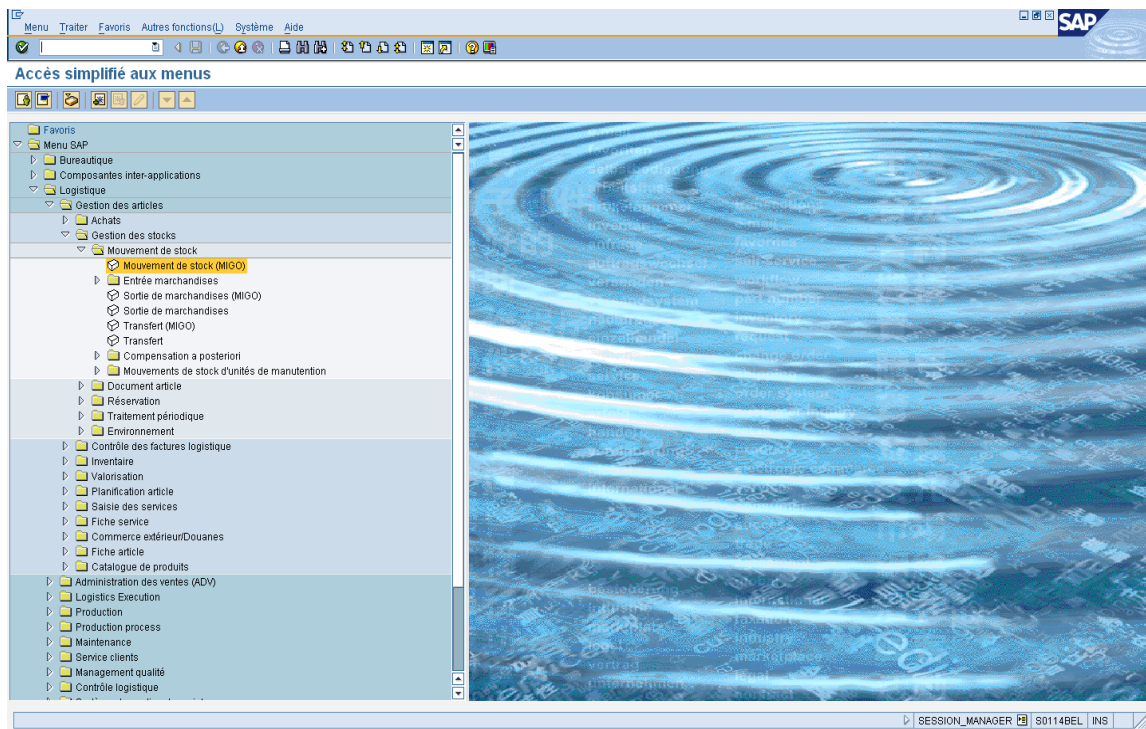 Menu Traiter Favoris Autres fonctions(L) Système Aide
SAP
Accès simplifié aux menus
Favoris
Menu SAP
Bureautique
Composantes inter-applications
Logistique
Gestion des articles
Achats
Gestion des stocks
Mouvement de stock
Mouvement de stock (MIGO)
Entrée marchandises
Sortie de marchandises (MIGO)
Sortie de marchandises
Transfert (MIGO)
Transfert
Compensation a posteriori
Mouvements de stock d'unités de manutention
Document article
Réservation
Traitement périodique
Environnement
Contrôle des factures logistique
Inventaire
Valorisation
Planification article
Saisie des services
Fiche service
Commerce extérieur/Douanes
Fiche article
Catalogue de produits
Administration des ventes (ADV)
Logistics Execution
Production
Production process
Maintenance
Service clients
Management qualité
Contrôle logistique
SESSION_MANAGER S0114BEL INS